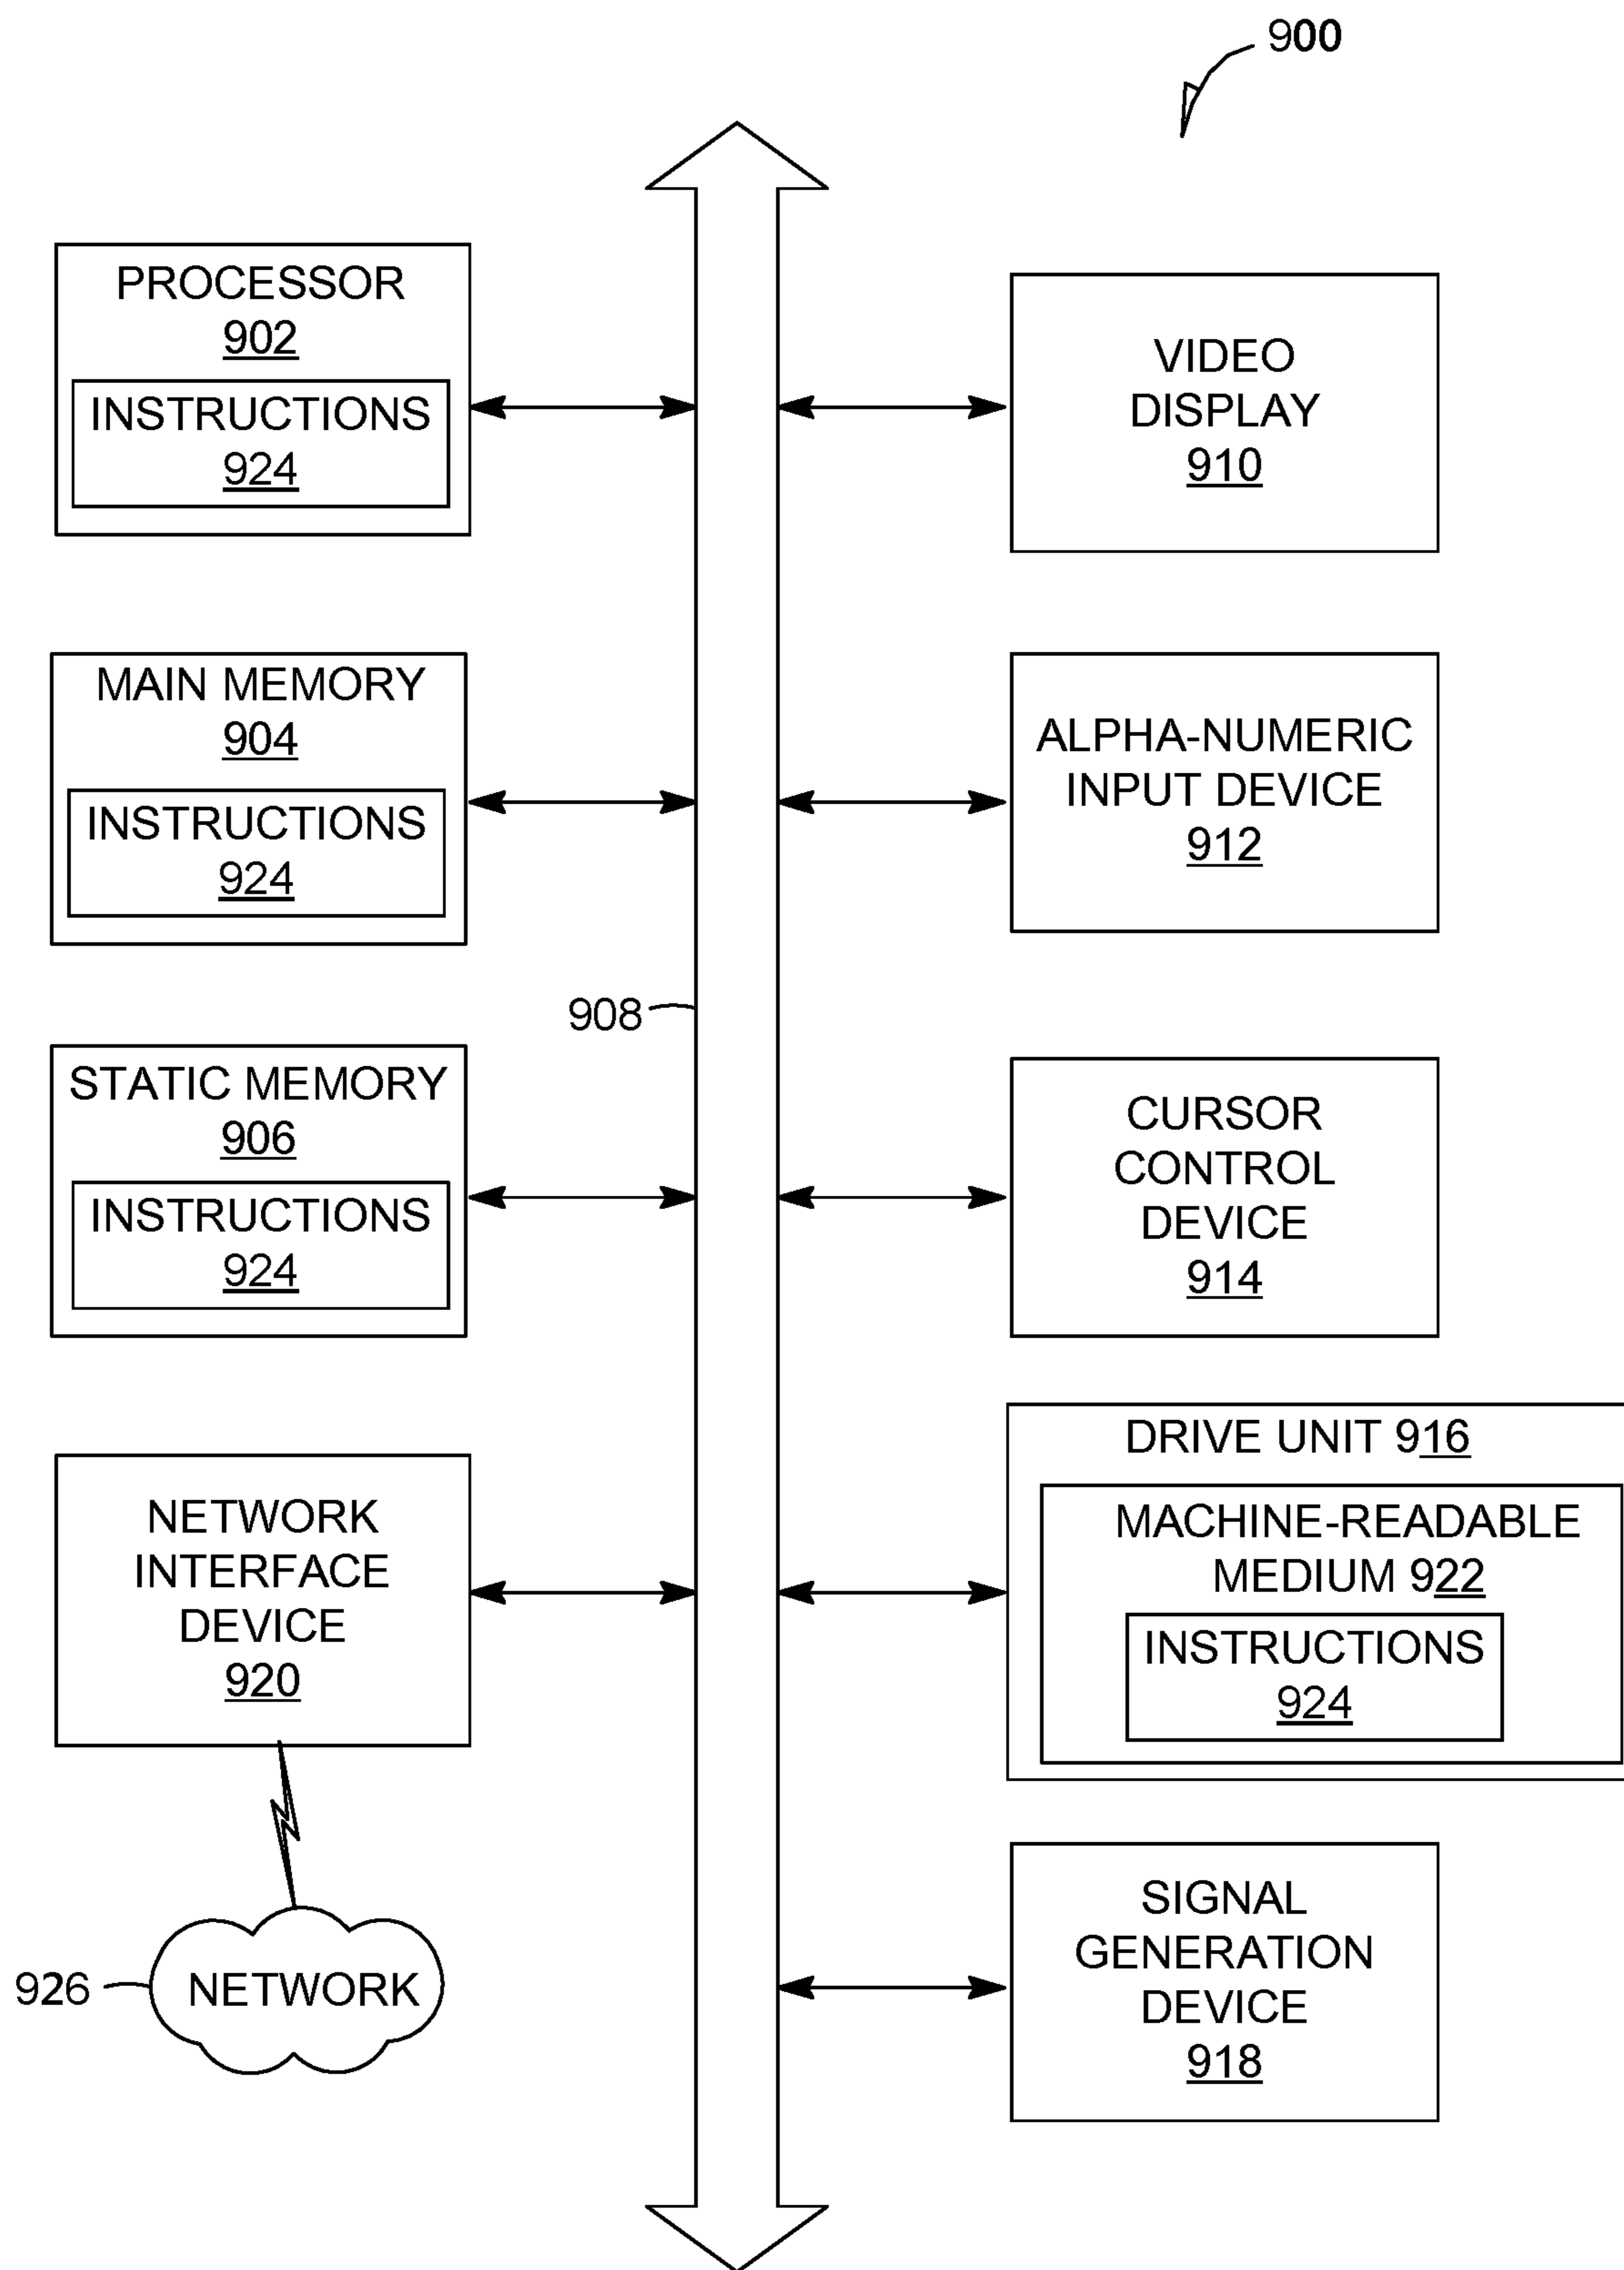 900
PROCESSOR
902
INSTRUCTIONS
924
MAIN MEMORY
904
INSTRUCTIONS
924
908
STATIC MEMORY
906
INSTRUCTIONS
924
NETWORK
INTERFACE
DEVICE
920
926
NETWORK
VIDEO
DISPLAY
910
ALPHA-NUMERIC
INPUT DEVICE
912
CURSOR
CONTROL
DEVICE
914
DRIVE UNIT 916
MACHINE-READABLE
MEDIUM 922
INSTRUCTIONS
924
SIGNAL
GENERATION
DEVICE
918